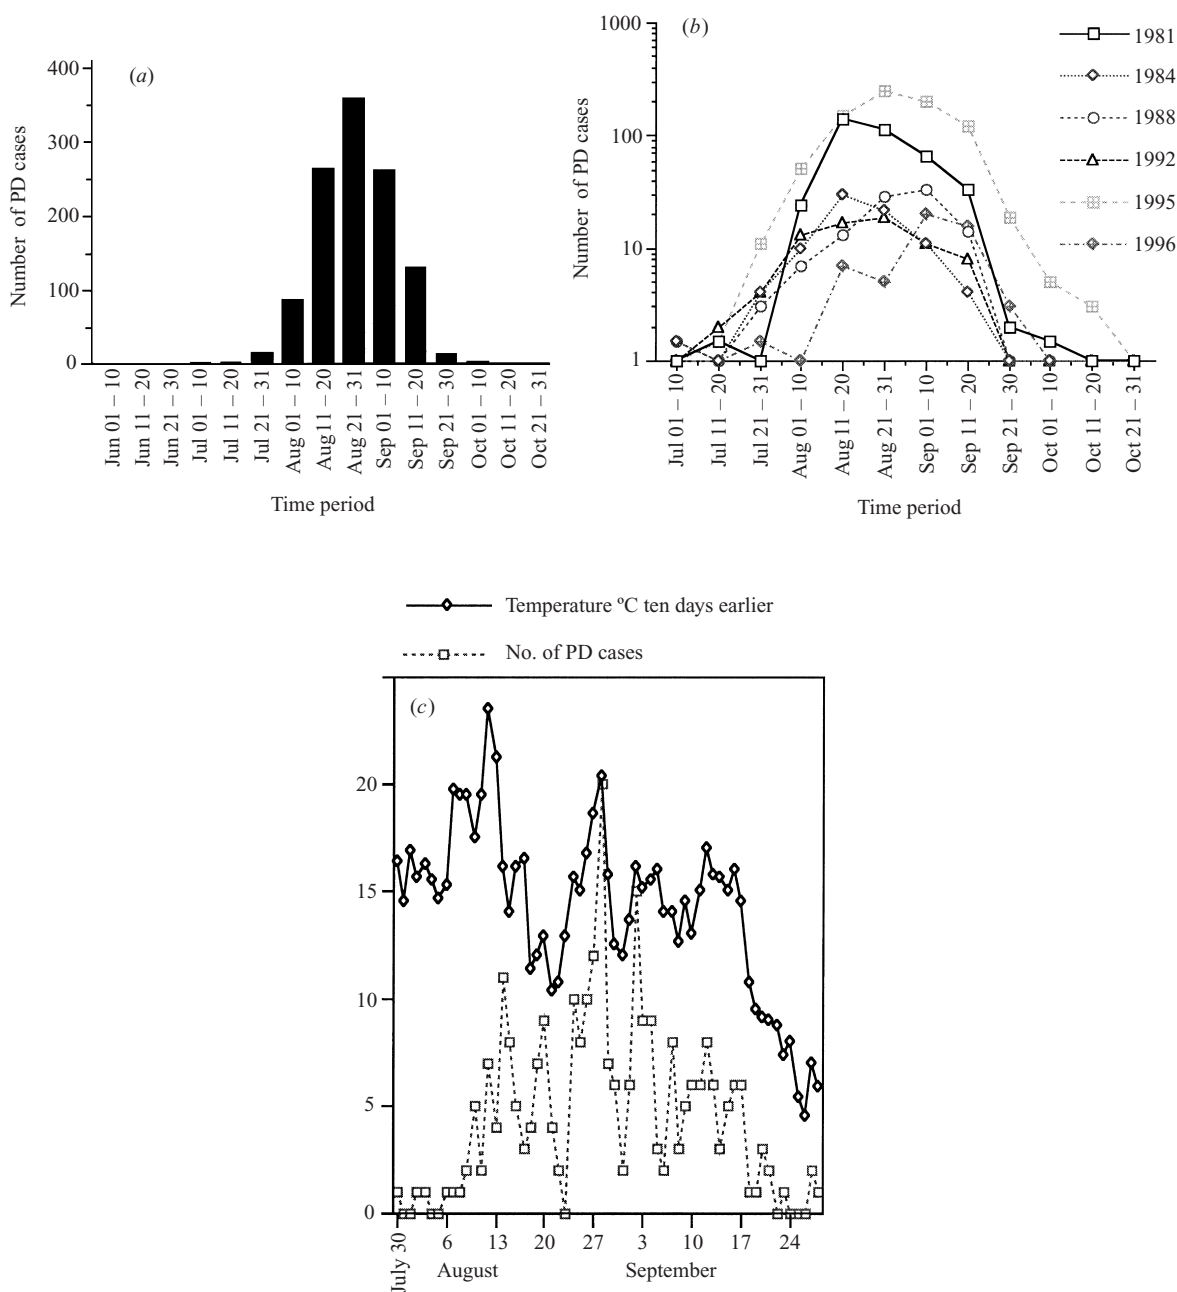 (a)
Number of PD cases
400
300
200
100
0
Jun 01 – 10
Jun 11 – 20
Jun 21 – 30
Jul 01 – 10
Jul 11 – 20
Jul 21 – 31
Aug 01 – 10
Aug 11 – 20
Aug 21 – 31
Sep 01 – 10
Sep 11 – 20
Sep 21 – 30
Oct 01 – 10
Oct 11 – 20
Oct 21 – 31
Time period
(b)
Number of PD cases
1000
100
10
1
1981
1984
1988
1992
1995
1996
Jul 01 – 10
Jul 11 – 20
Jul 21 – 31
Aug 01 – 10
Aug 11 – 20
Aug 21 – 31
Sep 01 – 10
Sep 11 – 20
Sep 21 – 30
Oct 01 – 10
Oct 11 – 20
Oct 21 – 31
Time period
Temperature ºC ten days earlier
No. of PD cases
(c)
20
15
10
5
0
July 30
6 13 20 27 3 10 17 24
August September